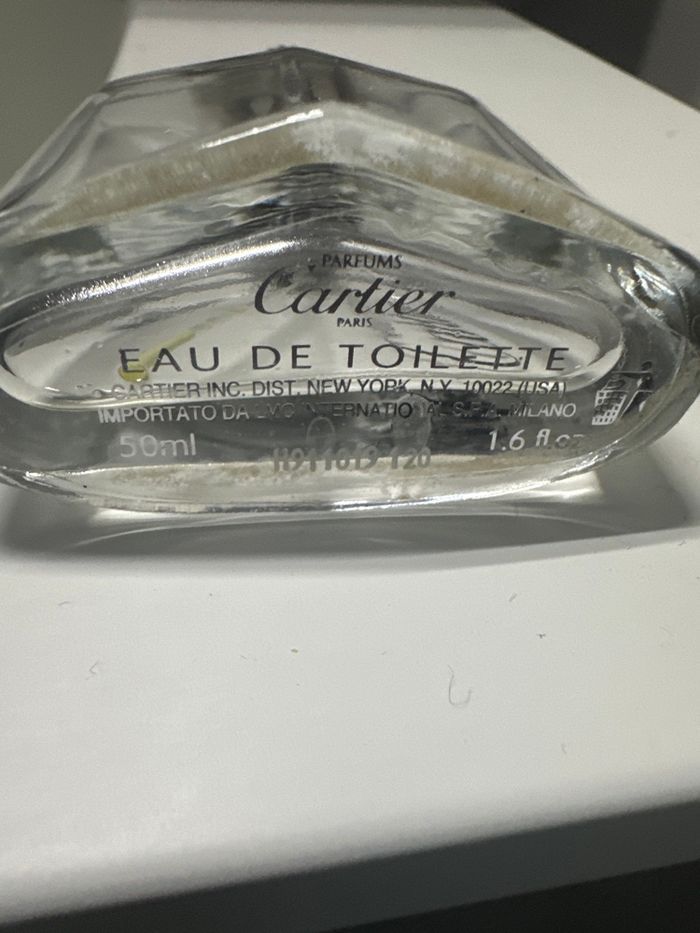 PARFUMS
Cartier
PARIS
EAU DE TOILETTE
CARTIER INC. DIST. NEW YORK, N.Y. 10022 (USA)
IMPORTATO DA INTERNATIONAL S.P.A. MILANO
50ml 1.6 fl.oz